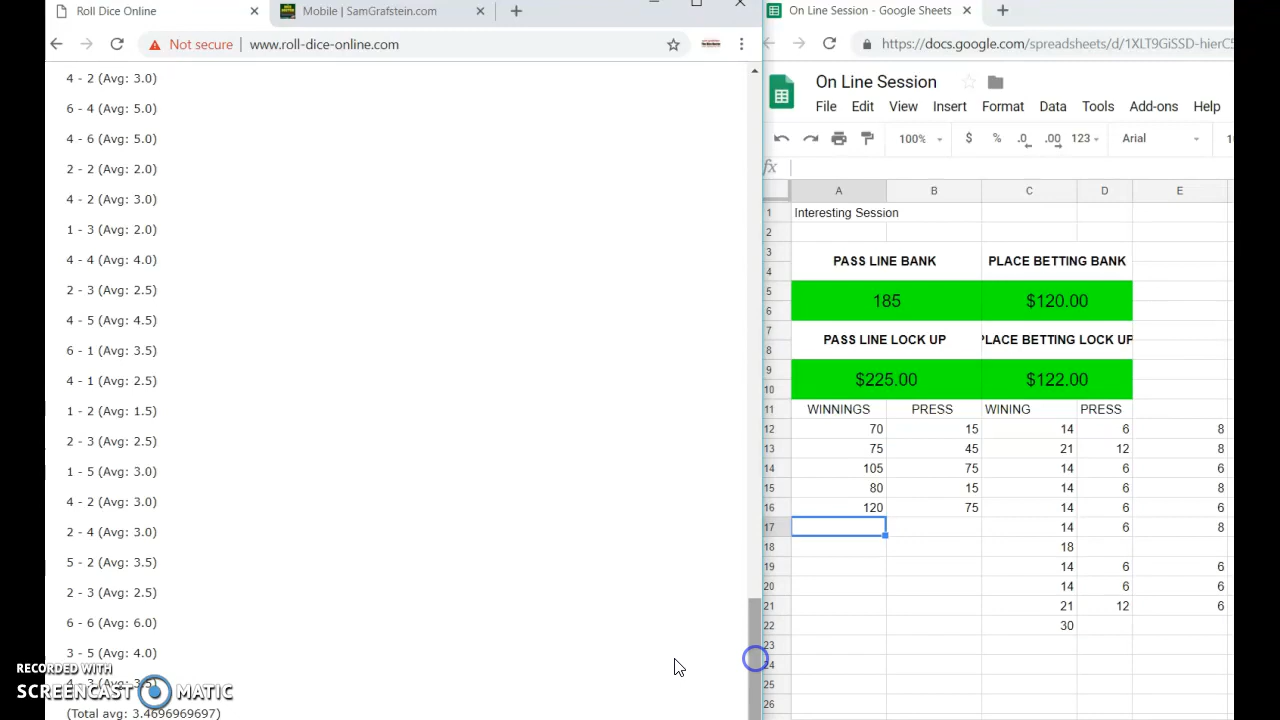 Roll Dice Online
Mobile | SamGrafstein.com
Not secure | www.roll-dice-online.com
4 - 2 (Avg: 3.0)
6 - 4 (Avg: 5.0)
4 - 6 (Avg: 5.0)
2 - 2 (Avg: 2.0)
4 - 2 (Avg: 3.0)
1 - 3 (Avg: 2.0)
4 - 4 (Avg: 4.0)
2 - 3 (Avg: 2.5)
4 - 5 (Avg: 4.5)
6 - 1 (Avg: 3.5)
4 - 1 (Avg: 2.5)
1 - 2 (Avg: 1.5)
2 - 3 (Avg: 2.5)
1 - 5 (Avg: 3.0)
4 - 2 (Avg: 3.0)
2 - 4 (Avg: 3.0)
5 - 2 (Avg: 3.5)
2 - 3 (Avg: 2.5)
6 - 6 (Avg: 6.0)
3 - 5 (Avg: 4.0)
(Total avg: 3.4696969697)
RECORDED WITH
SCREENCAST MATIC
On Line Session - Google Sheets
On Line Session
File Edit View Insert Format Data Tools Add-ons Help
100% $ % .0 .00 123 Arial
fx
A B C D E
1 Interesting Session
2
3 PASS LINE BANK PLACE BETTING BANK
4
5 185 $120.00
6
7 PASS LINE LOCK UP PLACE BETTING LOCK UP
8
9 $225.00 $122.00
10
11 WINNINGS PRESS WINING PRESS
12 70 15 14 6 8
13 75 45 21 12 8
14 105 75 14 6 6
15 80 15 14 6 8
16 120 75 14 6 8
17 14 6 8
18 18
19 14 6 6
20 14 6 6
21 21 12 6
22 30
23
24
25
26